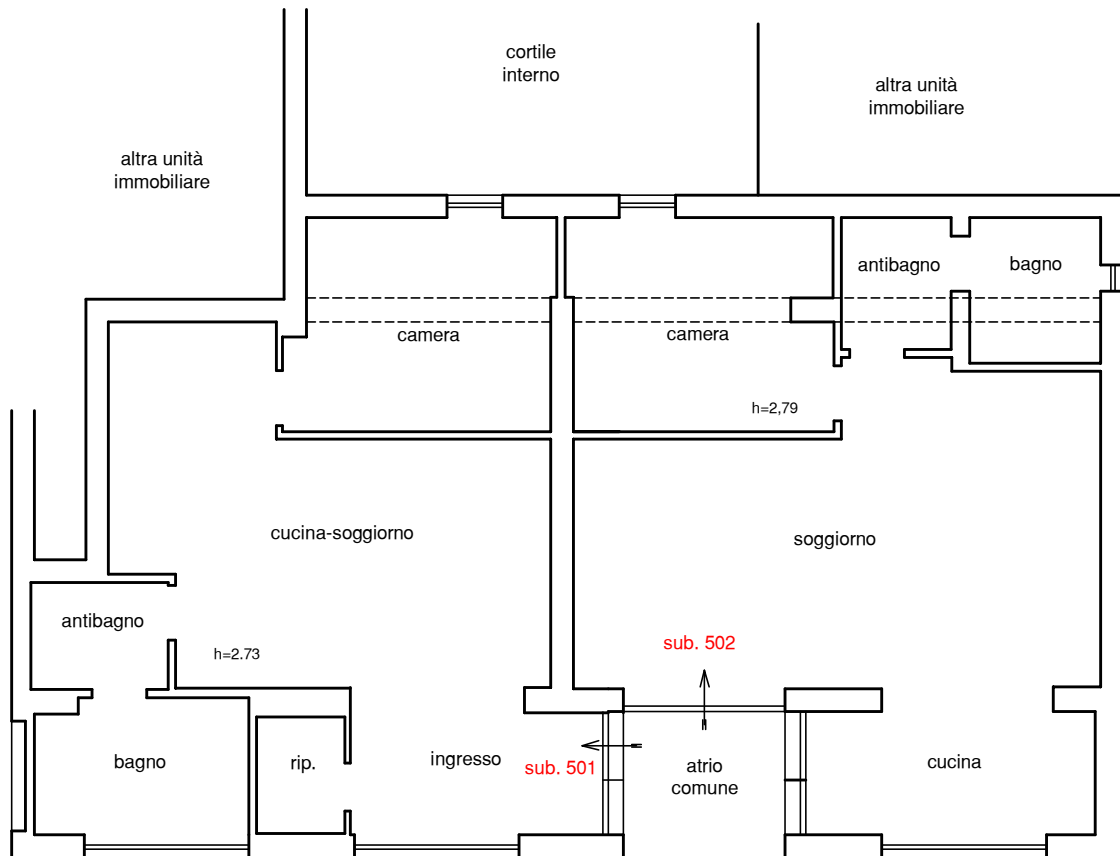 cortile
interno
altra unità
immobiliare
altra unità
immobiliare
antibagno
bagno
camera
camera
h=2,79
cucina-soggiorno
soggiorno
antibagno
h=2.73
sub. 502
bagno
rip.
ingresso
sub. 501
atrio
comune
cucina